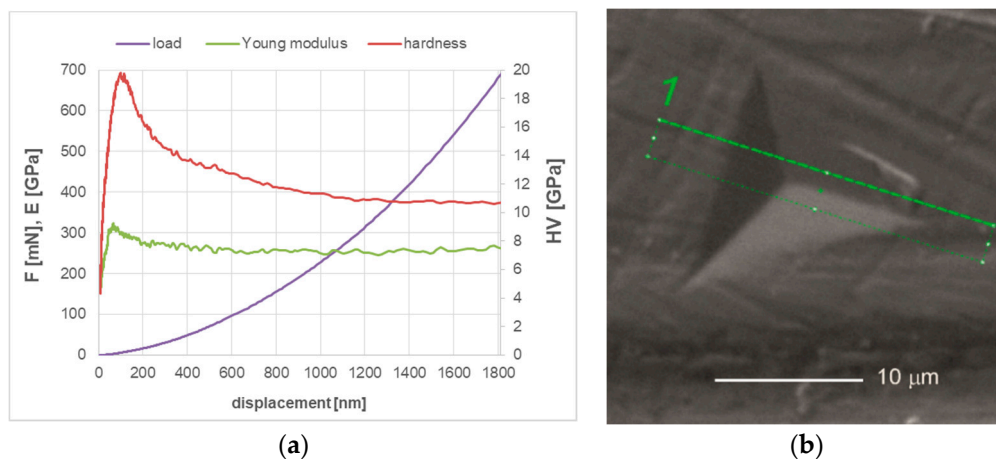 load Young modulus hardness
F [mN], E [GPa]
700
600
500
400
300
200
100
0
HV [GPa]
20
18
16
14
12
10
8
6
4
2
0
0 200 400 600 800 1000 1200 1400 1600 1800
displacement [nm]
1
10 μm
(a) (b)